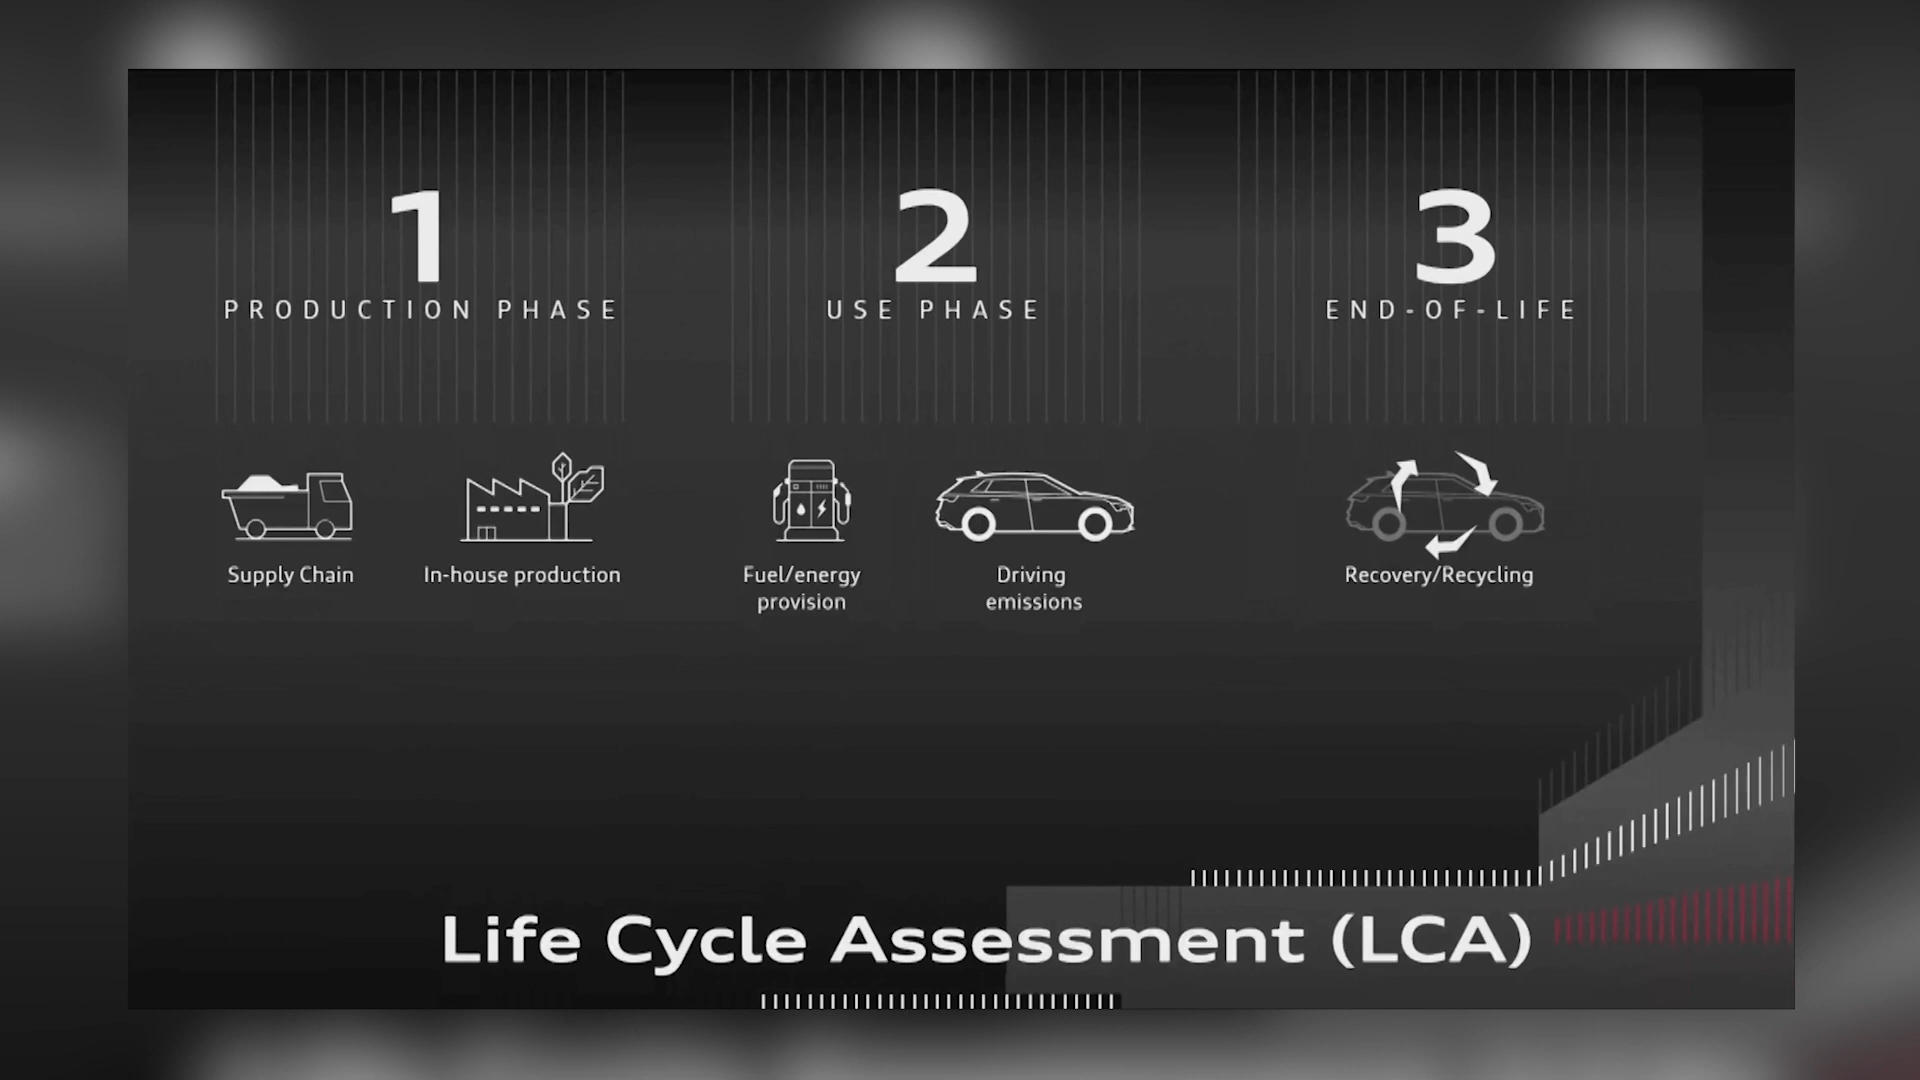 1
PRODUCTION PHASE
Supply Chain
In-house production
2
USE PHASE
Fuel/energy
provision
Driving
emissions
3
END-OF-LIFE
Recovery/Recycling
Life Cycle Assessment (LCA)